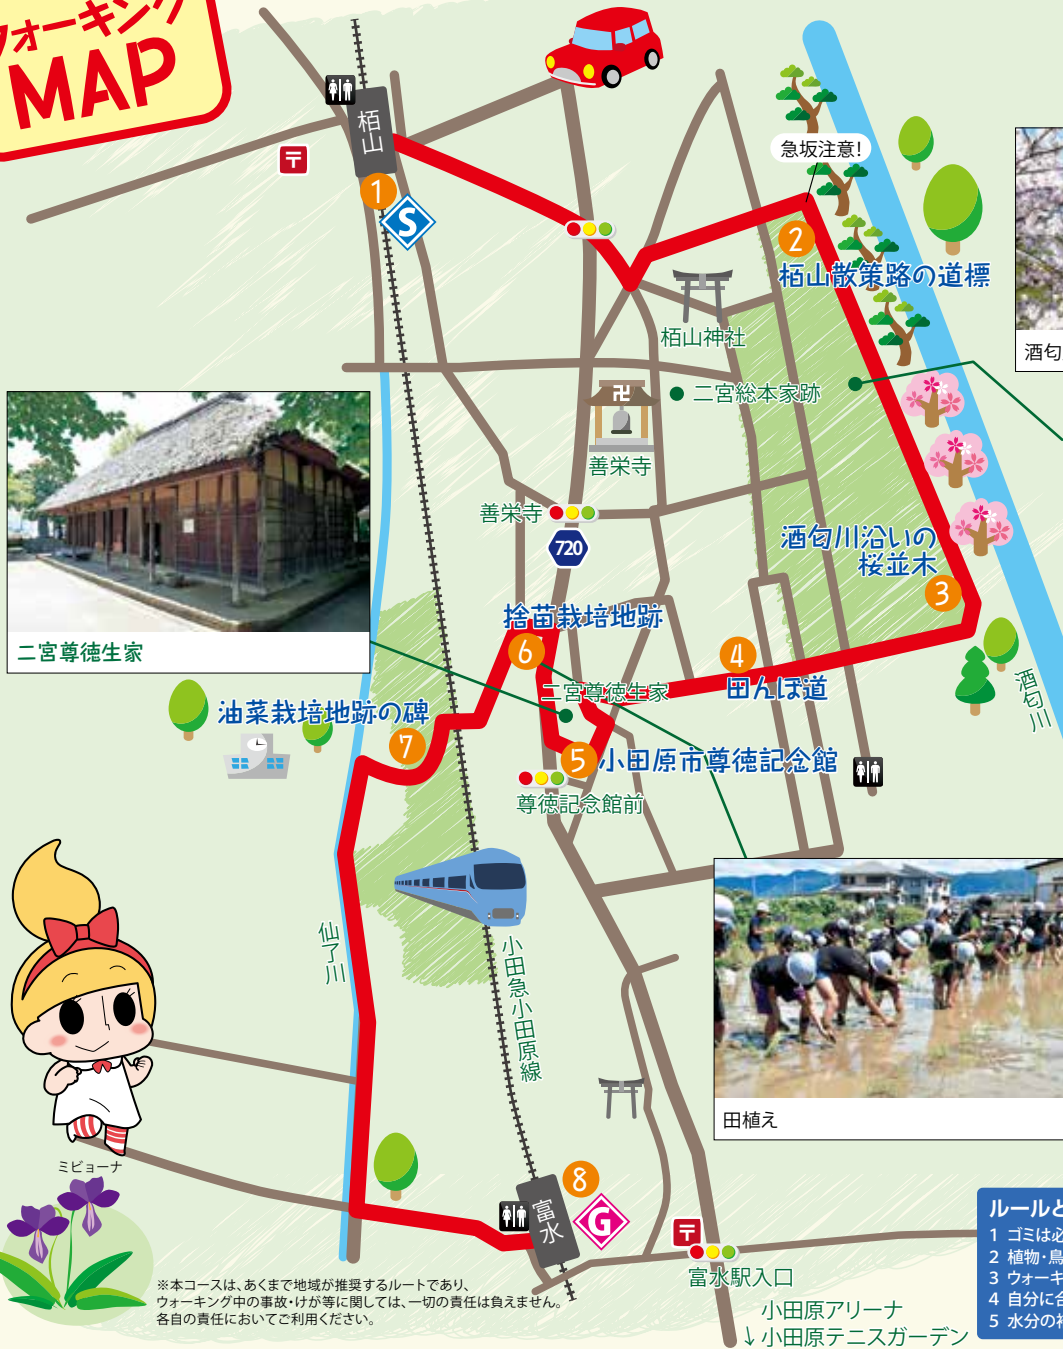 ォーキング
MAP
栢山
1
S
急坂注意!
2
栢山散策路の道標
栢山神社
二宮総本家跡
卍
善栄寺
善栄寺
720
酒匂川沿いの
桜並木
3
酒匂
二宮尊徳生家
捨苗栽培地跡
6
4
田んぼ道
二宮尊徳生家
油菜栽培地跡の碑
7
5
小田原市尊徳記念館
尊徳記念館前
酒匂川
仙了川
小田急小田原線
田植え
ミビョーナ
8
富水
G
富水駅入口
小田原アリーナ
↓小田原テニスガーデン
※本コースは、あくまで地域が推奨するルートであり、
ウォーキング中の事故・けが等に関しては、一切の責任は負えません。
各自の責任においてご利用ください。
ルールと
1 ゴミは必
2 植物・鳥
3 ウォーキ
4 自分に合
5 水分の補